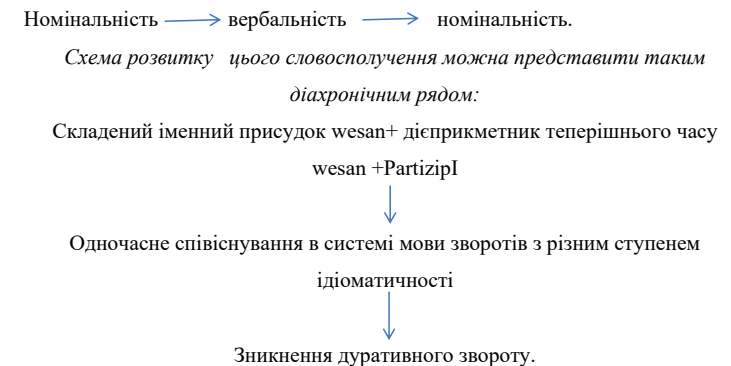 Номінальність → вербальність → номінальність.
Схема розвитку цього словосполучення можна представити таким
діахронічним рядом:
Складений іменний присудок wesan+ дієприкметник теперішнього часу
wesan +PartizipI
Одночасне співіснування в системі мови зворотів з різним ступенем
ідіоматичності
Зникнення дуративного звороту.